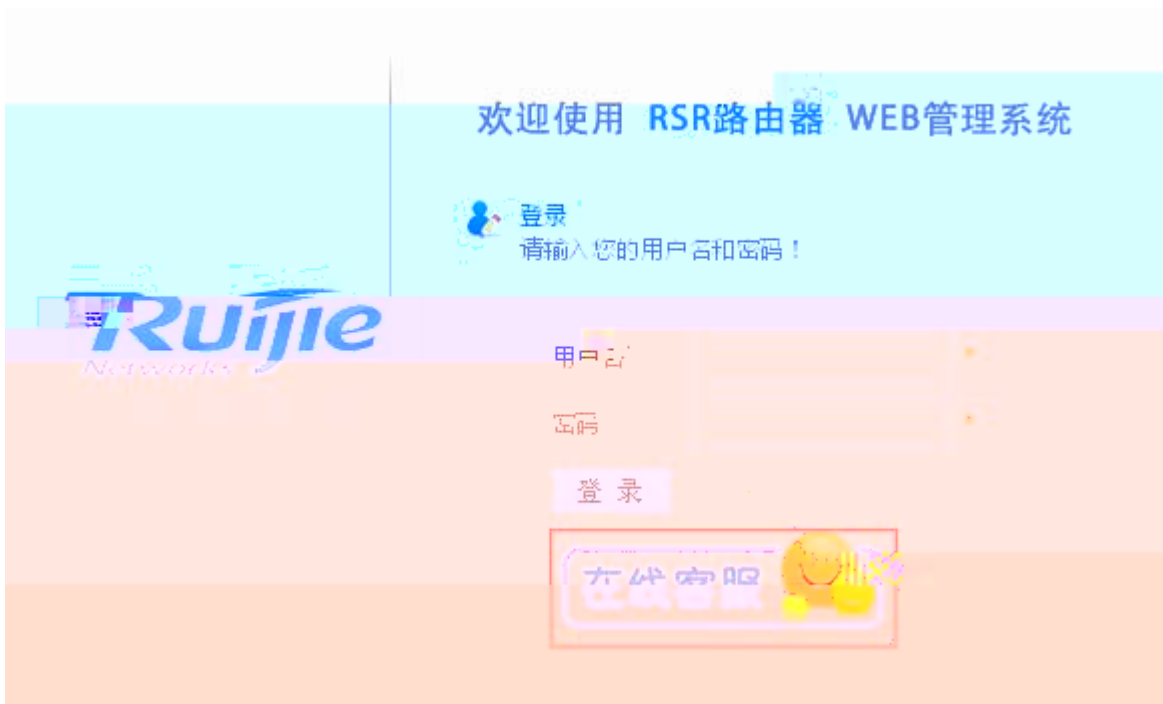 欢迎使用 RSR路由器 WEB管理系统
登录
请输入您的用户名和密码！
Ruijie
Networks
用户名
密码
登 录
在线客服